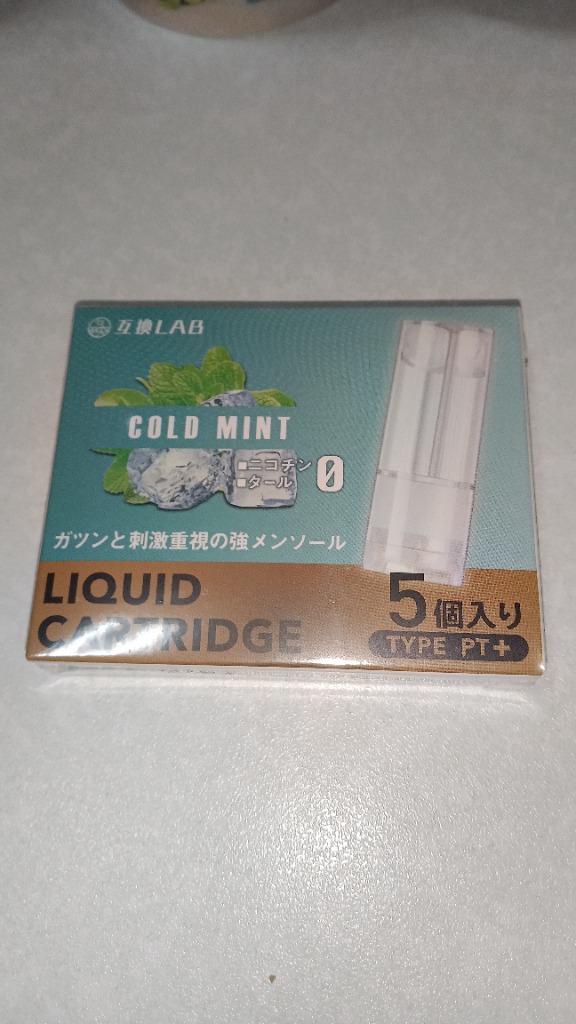 互換LAB
COLD MINT
■ニコチン
■タール 0
ガツンと刺激重視の強メンソール
LIQUID
CARTRIDGE
5個入り
TYPE PT+